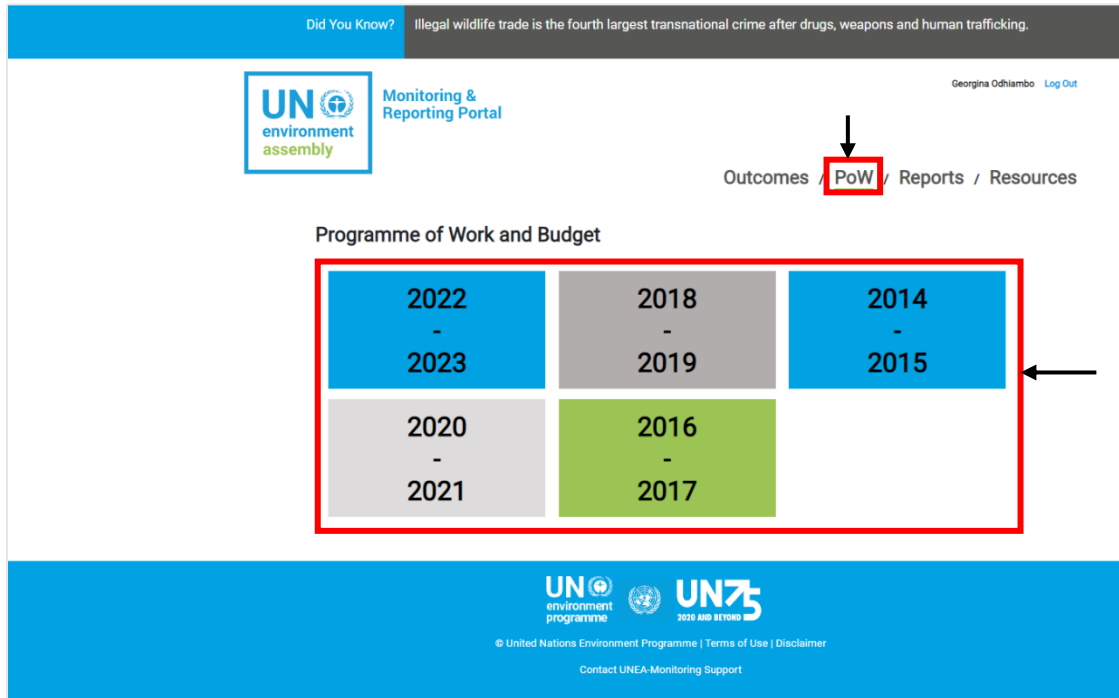 Did You Know? Illegal wildlife trade is the fourth largest transnational crime after drugs, weapons and human trafficking.
Georgina Odhiambo Log Out
UN
environment
assembly
Monitoring &
Reporting Portal
Outcomes / PoW / Reports / Resources
Programme of Work and Budget
2022
-
2023
2018
-
2019
2014
-
2015
2020
-
2021
2016
-
2017
UN
environment
programme
UN75
2020 AND BEYOND
© United Nations Environment Programme | Terms of Use | Disclaimer
Contact UNEA-Monitoring Support